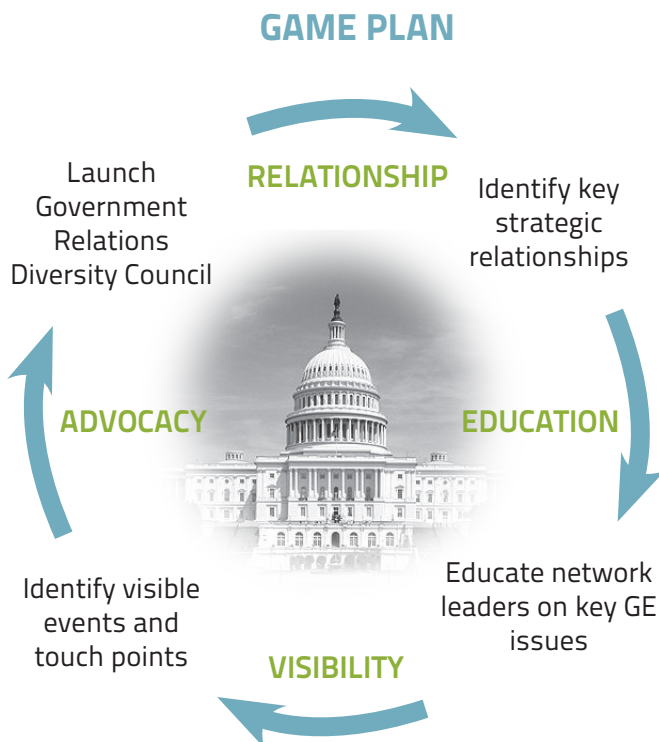 GAME PLAN
RELATIONSHIP
Launch
Government
Relations
Diversity Council
Identify key
strategic
relationships
ADVOCACY
EDUCATION
Identify visible
events and
touch points
Educate network
leaders on key GE
issues
VISIBILITY